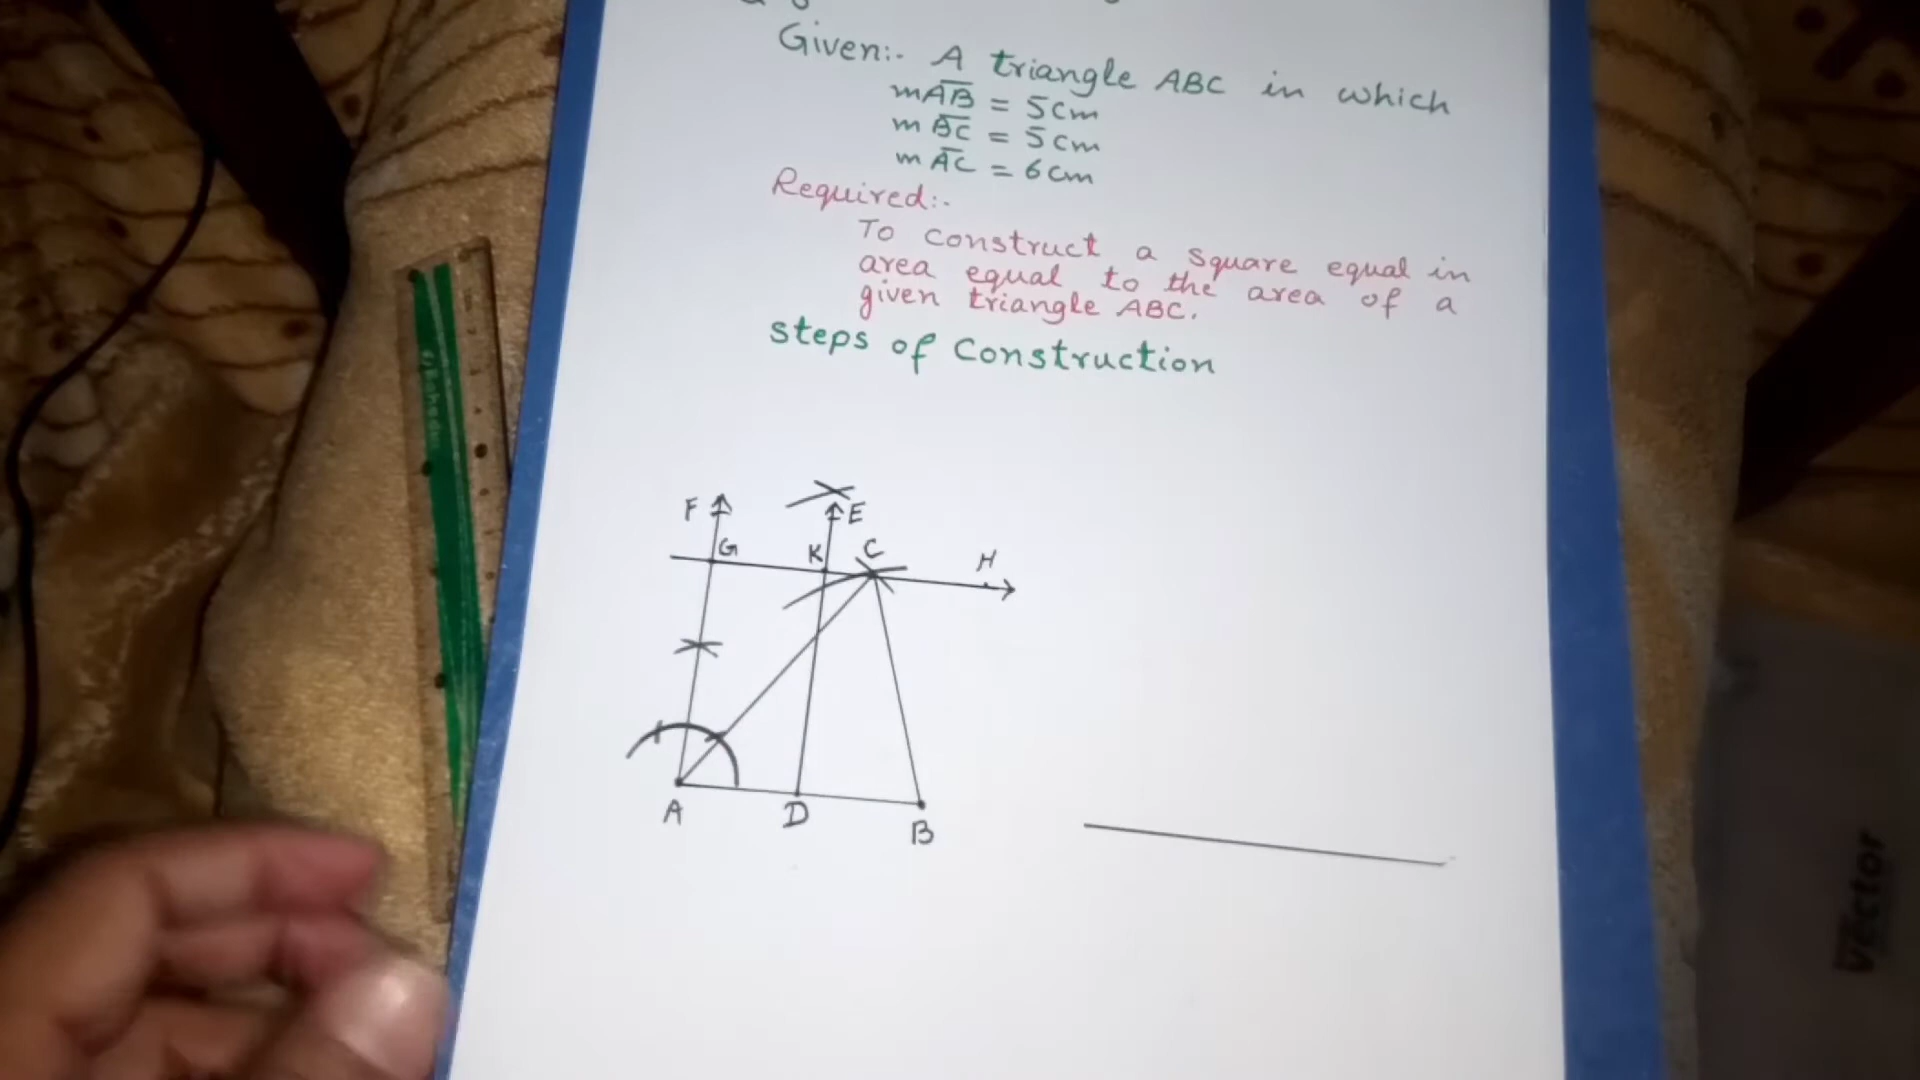 Given:- A triangle ABC in which
mAB = 5cm
mBC = 5cm
mAC = 6cm
Required:-
To construct a square equal in
area equal to the area of a
given triangle ABC.
steps of Construction
F E
G K C H
A D B
Vector